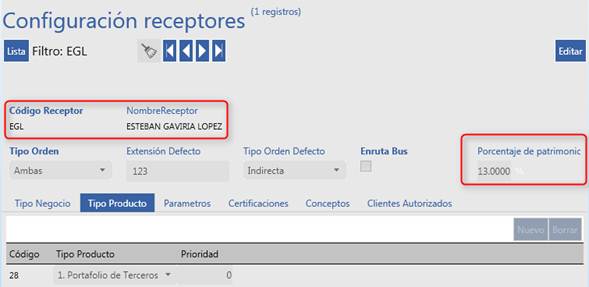 Configuración receptores (1 registros)
Lista Filtro: EGL Editar
Código Receptor NombreReceptor
EGL ESTEBAN GAVIRIA LOPEZ
Tipo Orden Extensión Defecto Tipo Orden Defecto Enruta Bus Porcentaje de patrimonic
Ambas 123 Indirecta 13.0000 %
Tipo Negocio Tipo Producto Parametros Certificaciones Conceptos Clientes Autorizados
Nuevo Borrar
Código Tipo Producto Prioridad
28 1. Portafolio de Terceros 0